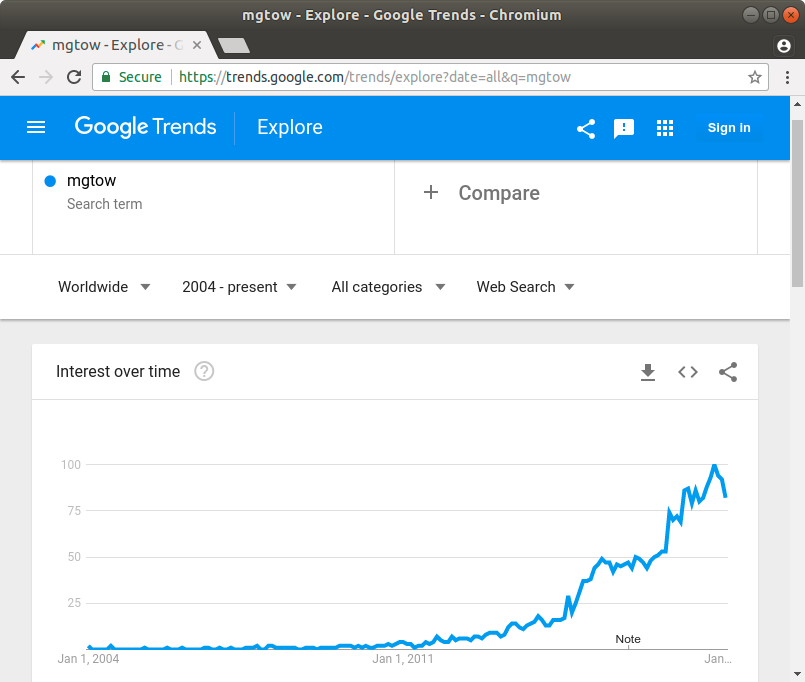 mgtow - Explore - Google Trends - Chromium
mgtow - Explore - G
Secure https://trends.google.com/trends/explore?date=all&q=mgtow
Google Trends Explore Sign in
mgtow
Search term
+ Compare
Worldwide 2004 - present All categories Web Search
Interest over time ?
100
75
50
25
Note
Jan 1, 2004 Jan 1, 2011 Jan...